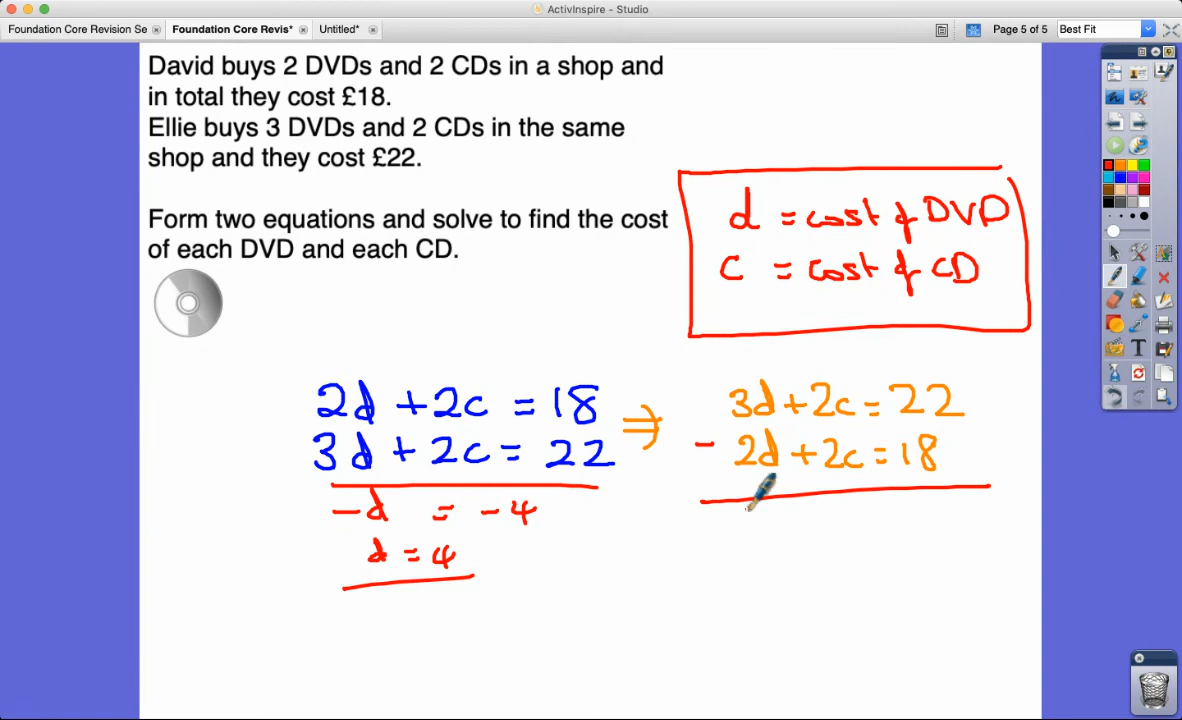 ActivInspire - Studio
Foundation Core Revision Se
Foundation Core Revis*
Untitled*
Page 5 of 5
Best Fit
David buys 2 DVDs and 2 CDs in a shop and
in total they cost £18.
Ellie buys 3 DVDs and 2 CDs in the same
shop and they cost £22.
Form two equations and solve to find the cost
of each DVD and each CD.
d = cost of DVD
c = cost of CD
2d + 2c = 18 ⇒
3d + 2c = 22
-d = -4
d = 4
3d + 2c = 22
- 2d + 2c = 18